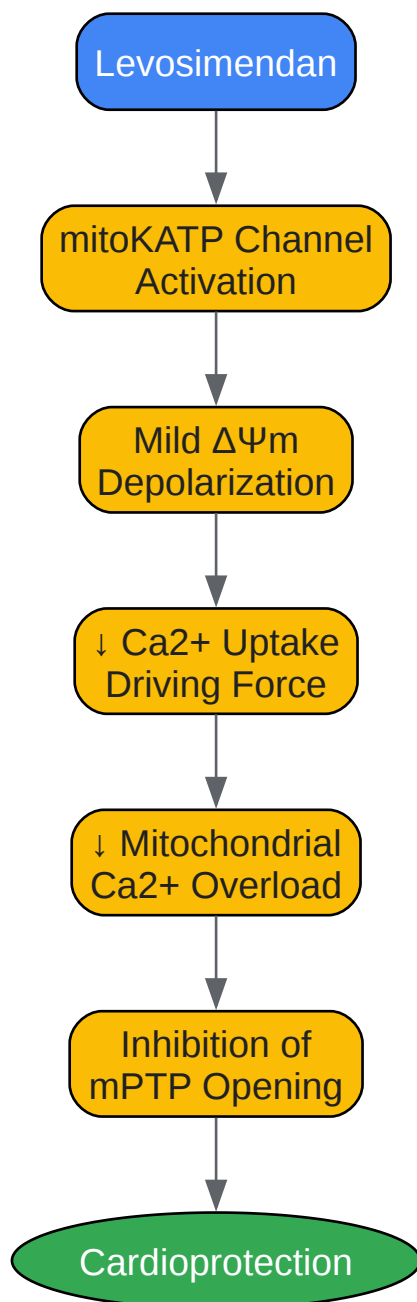 Levosimendan
mitoKATP Channel
Activation
Mild ΔΨm
Depolarization
↓ Ca2+ Uptake
Driving Force
↓ Mitochondrial
Ca2+ Overload
Inhibition of
mPTP Opening
Cardioprotection